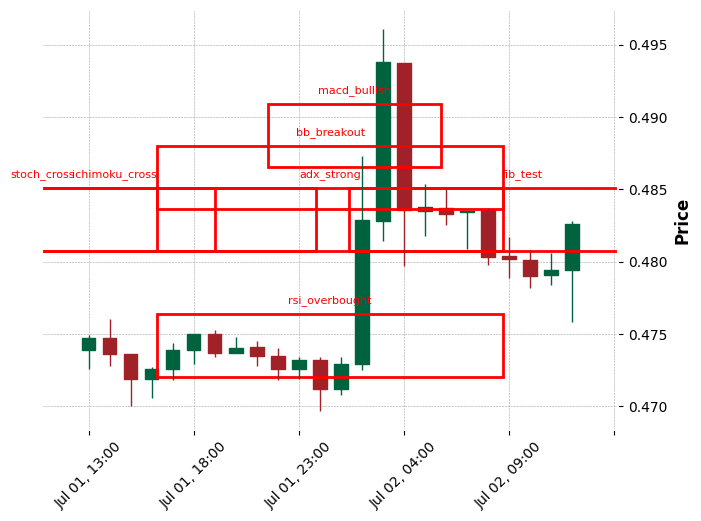 0.495
macd_bullish
0.490
bb_breakout
stoch_cross
ichimoku_cross
adx_strong
fib_test
0.485
Price
0.480
rsi_overbought
0.475
0.470
Jul 01, 13:00
Jul 01, 18:00
Jul 01, 23:00
Jul 02, 04:00
Jul 02, 09:00